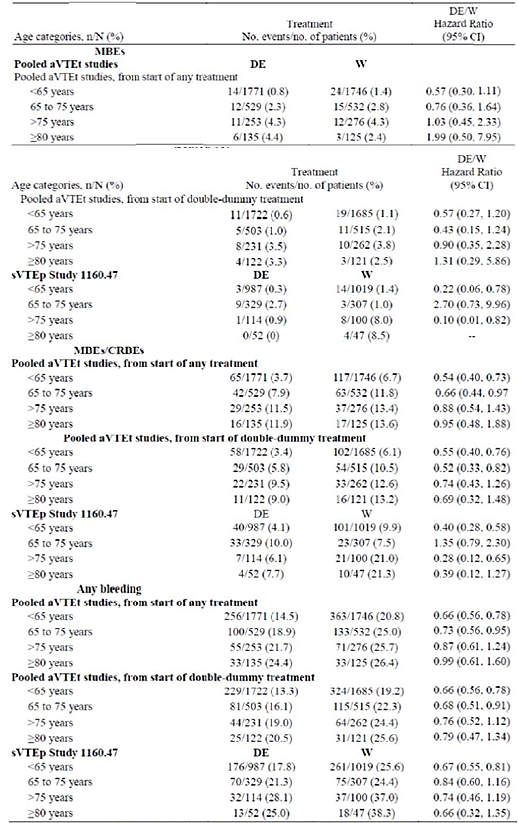 Treatment DE/W
Age categories, n/N (%) No. events/no. of patients (%) Hazard Ratio
(95% CI)
MBEs
Pooled aVTEt studies DE W
Pooled aVTEt studies, from start of any treatment
<65 years 14/1771 (0.8) 24/1746 (1.4) 0.57 (0.30, 1.11)
65 to 75 years 12/529 (2.3) 15/532 (2.8) 0.76 (0.36, 1.64)
>75 years 11/253 (4.3) 12/276 (4.3) 1.03 (0.45, 2.33)
≥80 years 6/135 (4.4) 3/125 (2.4) 1.99 (0.50, 7.95)
DE/W
Treatment Hazard Ratio
Age categories, n/N (%) No. events/no. of patients (%) (95% CI)
Pooled aVTEt studies, from start of double-dummy treatment
<65 years 11/1722 (0.6) 19/1685 (1.1) 0.57 (0.27, 1.20)
65 to 75 years 5/503 (1.0) 11/515 (2.1) 0.43 (0.15, 1.24)
>75 years 8/231 (3.5) 10/262 (3.8) 0.90 (0.35, 2.28)
≥80 years 4/122 (3.3) 3/121 (2.5) 1.31 (0.29, 5.86)
sVTEp Study 1160.47 DE W
<65 years 3/987 (0.3) 14/1019 (1.4) 0.22 (0.06, 0.78)
65 to 75 years 9/329 (2.7) 3/307 (1.0) 2.70 (0.73, 9.96)
>75 years 1/114 (0.9) 8/100 (8.0) 0.10 (0.01, 0.82)
≥80 years 0/52 (0) 4/47 (8.5) --
MBEs/CRBEs
Pooled aVTEt studies, from start of any treatment
<65 years 65/1771 (3.7) 117/1746 (6.7) 0.54 (0.40, 0.73)
65 to 75 years 42/529 (7.9) 63/532 (11.8) 0.66 (0.44, 0.97
>75 years 29/253 (11.5) 37/276 (13.4) 0.88 (0.54, 1.43)
≥80 years 16/135 (11.9) 17/125 (13.6) 0.95 (0.48, 1.88)
Pooled aVTEt studies, from start of double-dummy treatment
<65 years 58/1722 (3.4) 102/1685 (6.1) 0.55 (0.40, 0.76)
65 to 75 years 29/503 (5.8) 54/515 (10.5) 0.52 (0.33, 0.82)
>75 years 22/231 (9.5) 33/262 (12.6) 0.74 (0.43, 1.26)
≥80 years 11/122 (9.0) 16/121 (13.2) 0.69 (0.32, 1.48)
sVTEp Study 1160.47 DE W
<65 years 40/987 (4.1) 101/1019 (9.9) 0.40 (0.28, 0.58)
65 to 75 years 33/329 (10.0) 23/307 (7.5) 1.35 (0.79, 2.30)
>75 years 7/114 (6.1) 21/100 (21.0) 0.28 (0.12, 0.65)
≥80 years 4/52 (7.7) 10/47 (21.3) 0.39 (0.12, 1.27)
Any bleeding
Pooled aVTEt studies, from start of any treatment
<65 years 256/1771 (14.5) 363/1746 (20.8) 0.66 (0.56, 0.78)
65 to 75 years 100/529 (18.9) 133/532 (25.0) 0.73 (0.56, 0.95)
>75 years 55/253 (21.7) 71/276 (25.7) 0.87 (0.61, 1.24)
≥80 years 33/135 (24.4) 33/125 (26.4) 0.99 (0.61, 1.60)
Pooled aVTEt studies, from start of double-dummy treatment
<65 years 229/1722 (13.3) 324/1685 (19.2) 0.66 (0.56, 0.78)
65 to 75 years 81/503 (16.1) 115/515 (22.3) 0.68 (0.51, 0.91)
>75 years 44/231 (19.0) 64/262 (24.4) 0.76 (0.52, 1.12)
≥80 years 25/122 (20.5) 31/121 (25.6) 0.79 (0.47, 1.34)
sVTEp Study 1160.47 DE W
<65 years 176/987 (17.8) 261/1019 (25.6) 0.67 (0.55, 0.81)
65 to 75 years 70/329 (21.3) 75/307 (24.4) 0.84 (0.60, 1.16)
>75 years 32/114 (28.1) 37/100 (37.0) 0.74 (0.46, 1.19)
≥80 years 13/52 (25.0) 18/47 (38.3) 0.66 (0.32, 1.35)